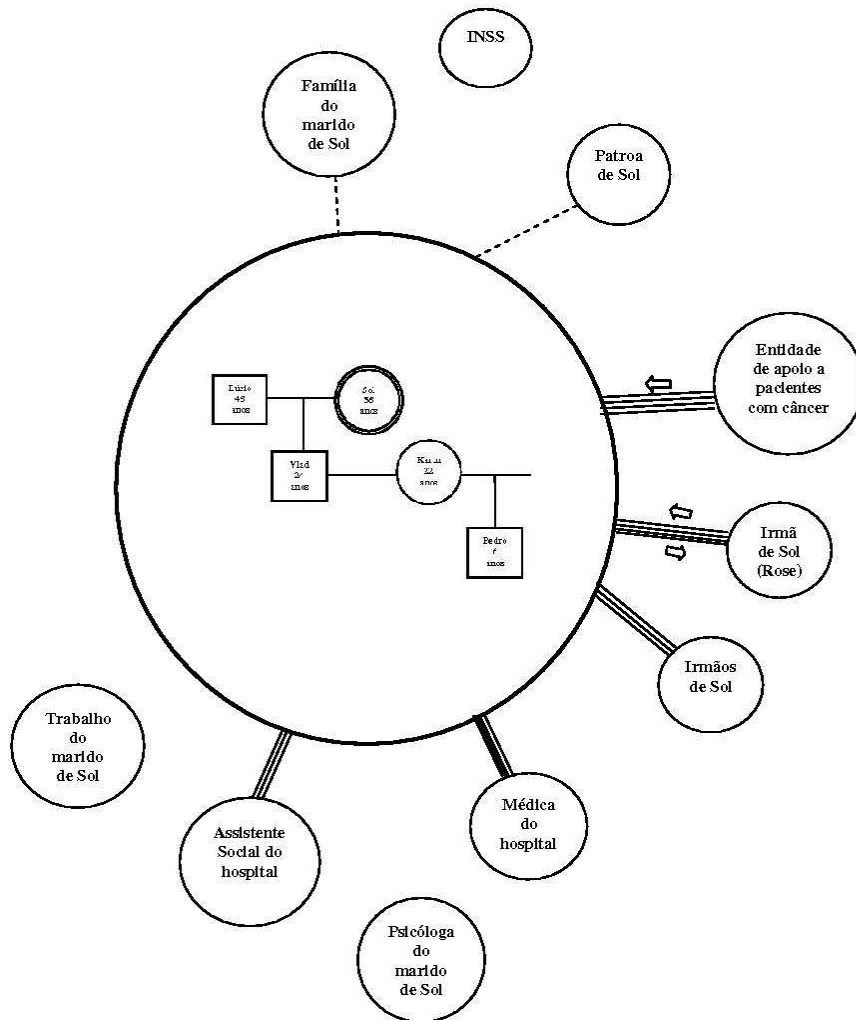 INSS
Família
do
marido
de Sol
Patroa
de Sol
Entidade
de apoio a
pacientes
com câncer
45
anos
Sol
anos
Vlad
anos
anos
Pedro
anos
Irmã
de Sol
(Rose)
Irmãos
de Sol
Trabalho
do
marido
de Sol
Assistente
Social do
hospital
Médica
do
hospital
Psicóloga
do
marido
de Sol